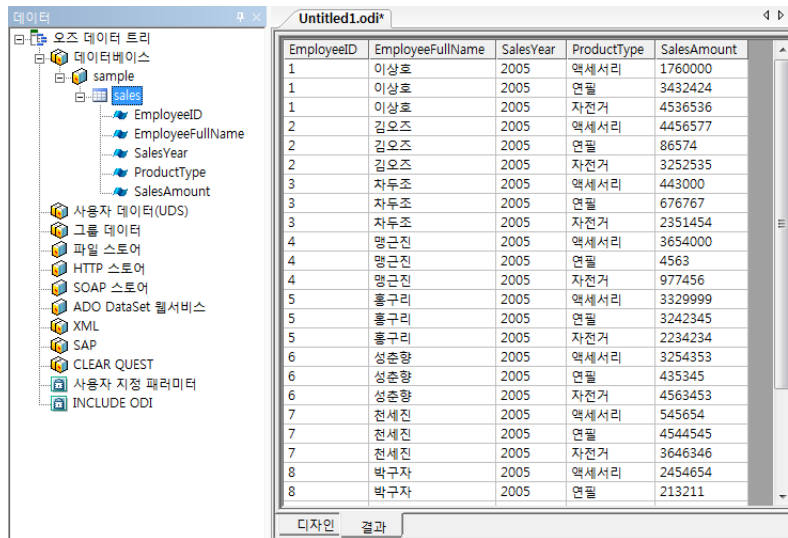 데이터
오즈 데이터 트리
데이터베이스
sample
sales
EmployeeID
EmployeeFullName
SalesYear
ProductType
SalesAmount
사용자 데이터(UDS)
그룹 데이터
파일 스토어
HTTP 스토어
SOAP 스토어
ADO DataSet 웹서비스
XML
SAP
CLEAR QUEST
사용자 지정 패러미터
INCLUDE ODI
Untitled1.odi*
EmployeeID EmployeeFullName SalesYear ProductType SalesAmount
1 이상호 2005 액세서리 1760000
1 이상호 2005 연필 3432424
1 이상호 2005 자전거 4536536
2 김오즈 2005 액세서리 4456577
2 김오즈 2005 연필 86574
2 김오즈 2005 자전거 3252535
3 차두조 2005 액세서리 443000
3 차두조 2005 연필 676767
3 차두조 2005 자전거 2351454
4 맹근진 2005 액세서리 3654000
4 맹근진 2005 연필 4563
4 맹근진 2005 자전거 977456
5 홍구리 2005 액세서리 3329999
5 홍구리 2005 연필 3242345
5 홍구리 2005 자전거 2234234
6 성춘향 2005 액세서리 3254353
6 성춘향 2005 연필 435345
6 성춘향 2005 자전거 4563453
7 천세진 2005 액세서리 545654
7 천세진 2005 연필 4544545
7 천세진 2005 자전거 3646346
8 박구자 2005 액세서리 2454654
8 박구자 2005 연필 213211
디자인 결과